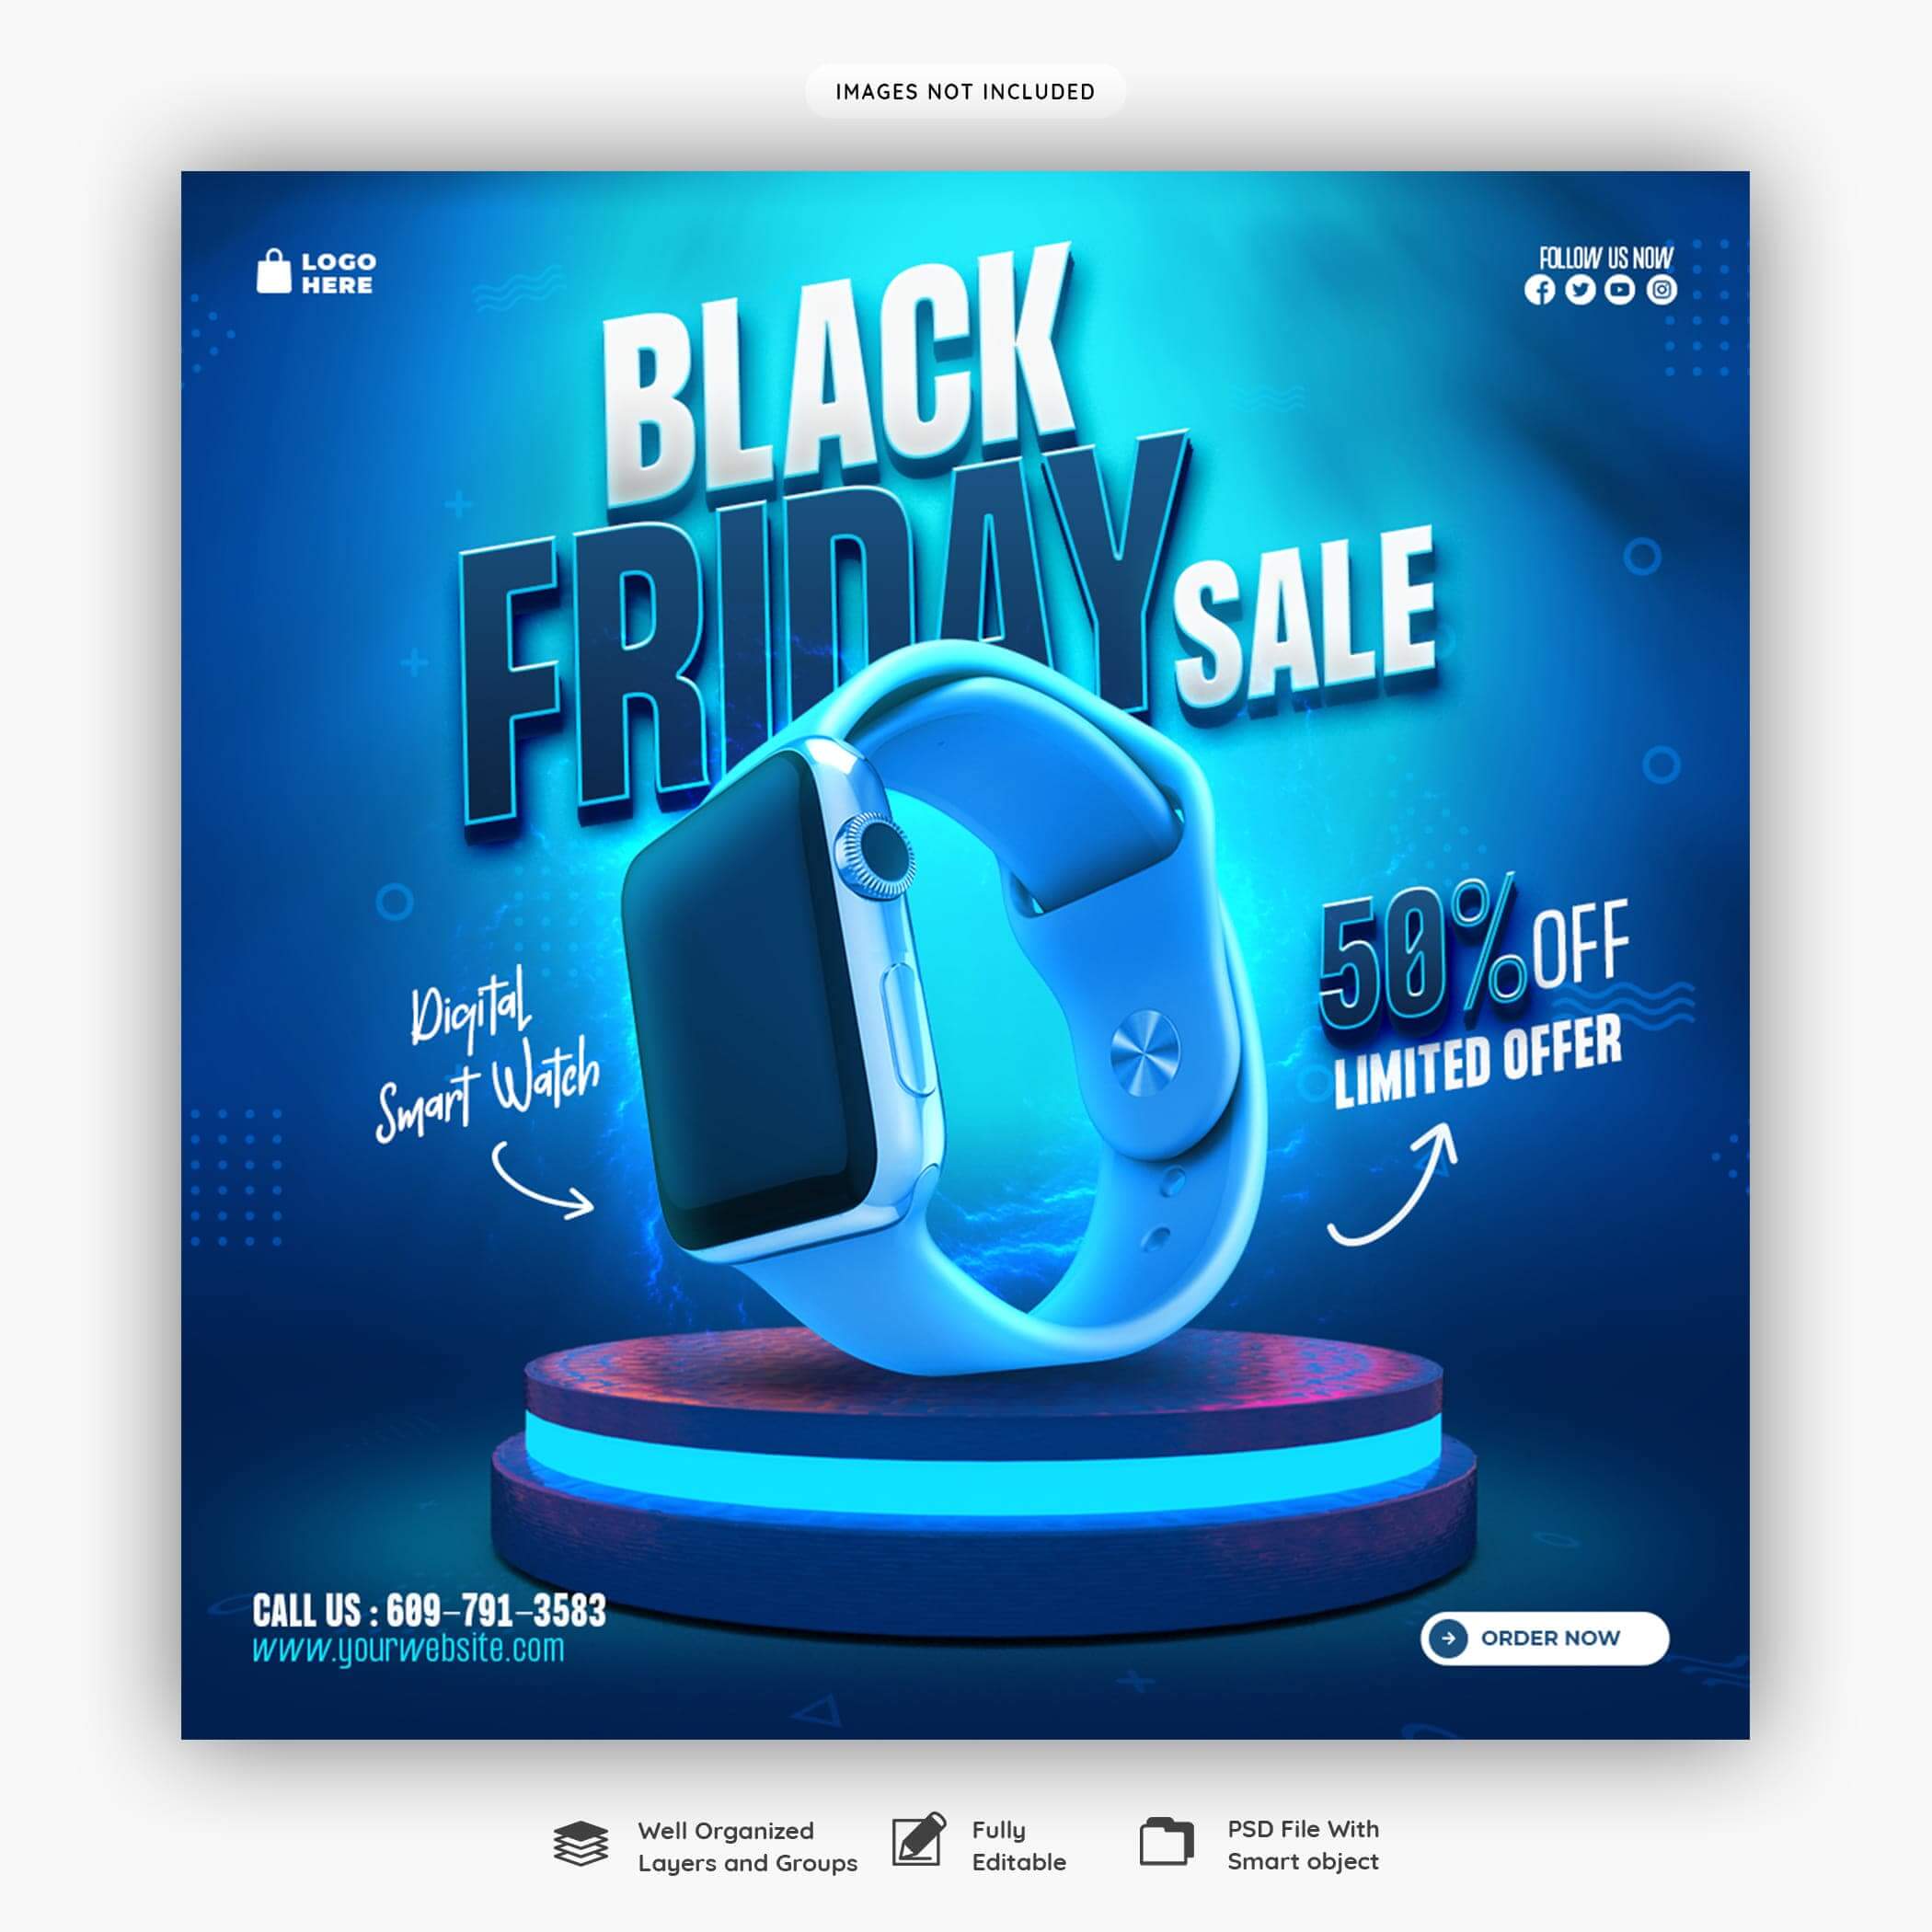 IMAGES NOT INCLUDED
LOGO
HERE
FOLLOW US NOW
BLACK
FRIDAY
SALE
50% OFF
LIMITED OFFER
Digital
Smart Watch
CALL US : 609-791-3583
www.yourwebsite.com
ORDER NOW
Well Organized
Layers and Groups
Fully
Editable
PSD File With
Smart object